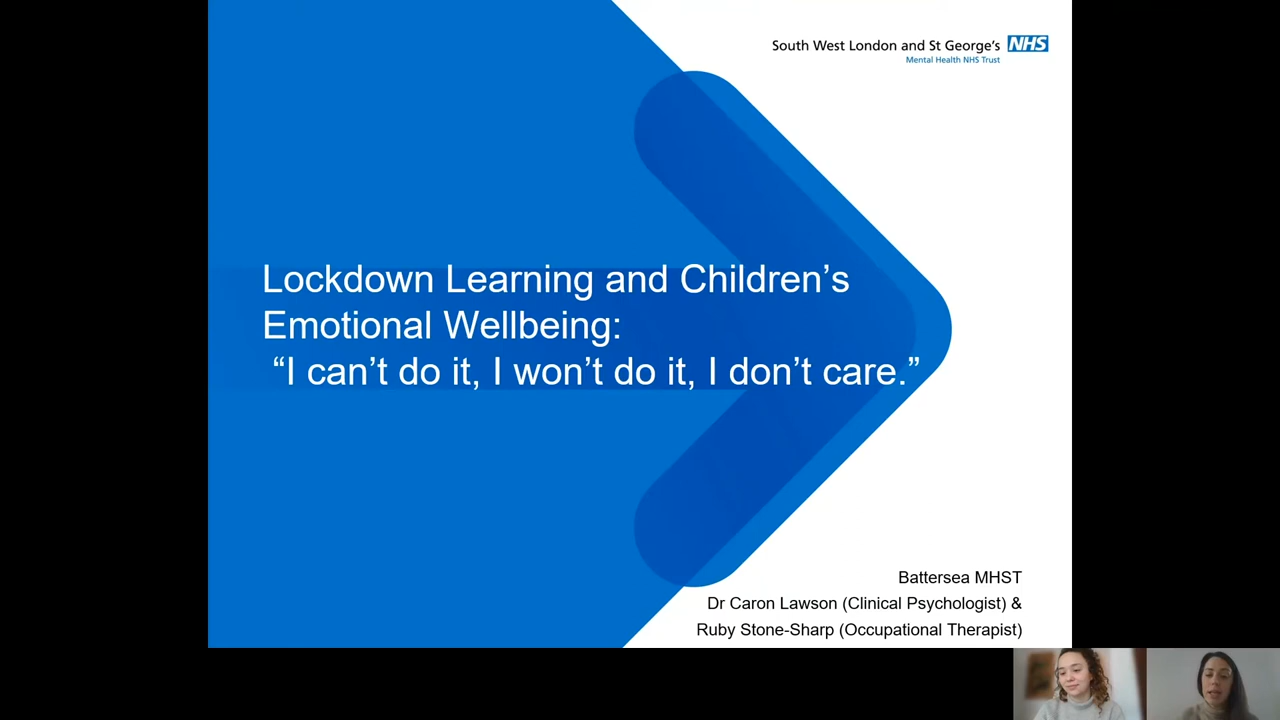 South West London and St George's NHS
Mental Health NHS Trust
Lockdown Learning and Children’s
Emotional Wellbeing:
“I can’t do it, I won’t do it, I don’t care.”
Battersea MHST
Dr Caron Lawson (Clinical Psychologist) &
Ruby Stone-Sharp (Occupational Therapist)